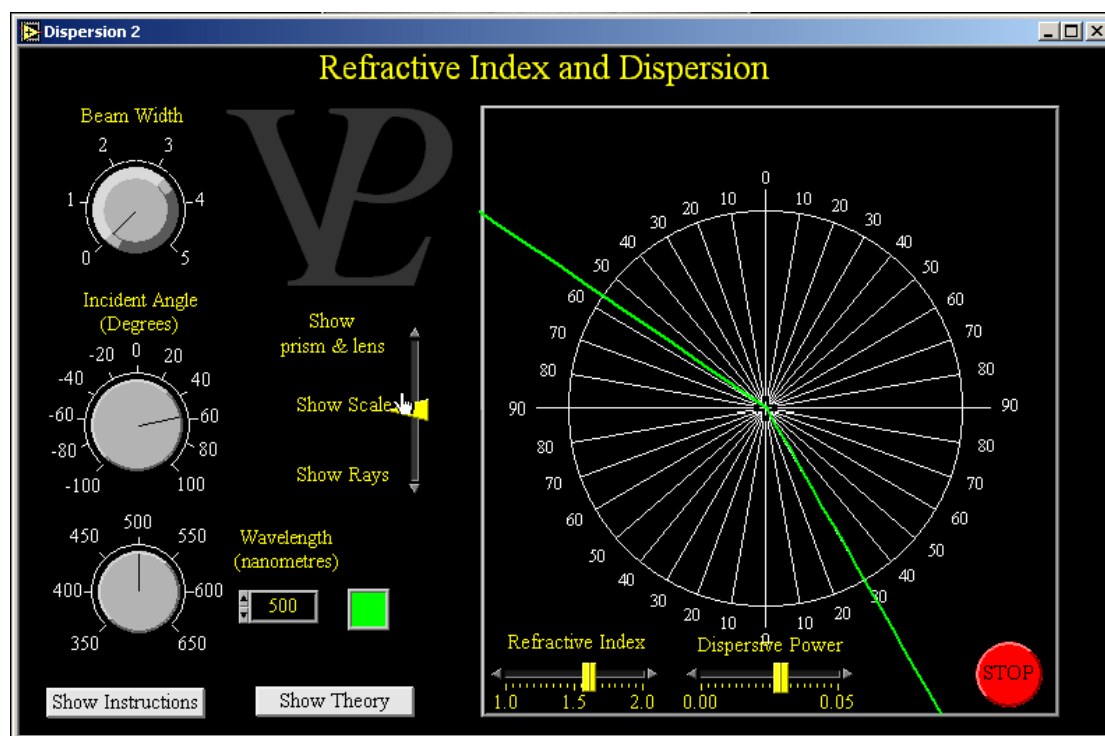 Dispersion 2
Refractive Index and Dispersion
Beam Width
2 3
1 4
0 5
Incident Angle
(Degrees)
-20 0 20
-40 40
-60 60
-80 80
-100 100
Show
prism & lens
Show Scale
Show Rays
500
450 550
400 600
350 650
Wavelength
(nanometres)
500
Show Instructions
Show Theory
0
10 10
20 20
30 30
40 40
50 50
60 60
70 70
80 80
90 90
80 80
70 70
60 60
50 50
40 40
30 30
20 20
10 10
0
Refractive Index
1.0 1.5 2.0
Dispersive Power
0.00 0.05
STOP
VPL